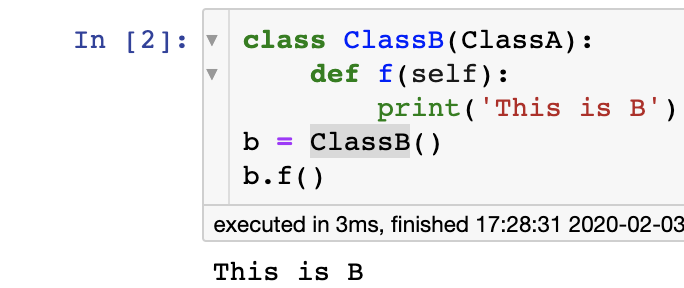 In [2]:
class ClassB(ClassA):
    def f(self):
        print('This is B')
b = ClassB()
b.f()
executed in 3ms, finished 17:28:31 2020-02-03
This is B